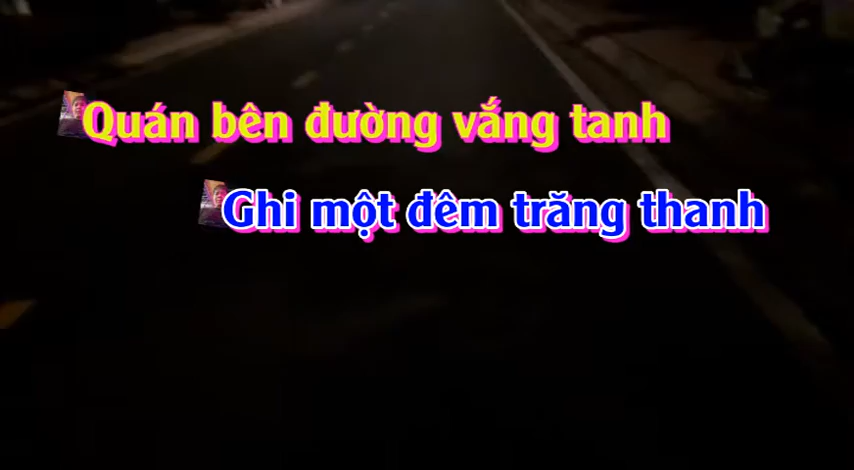 Quán bên đường vắng tanh
Ghi một đêm trăng thanh